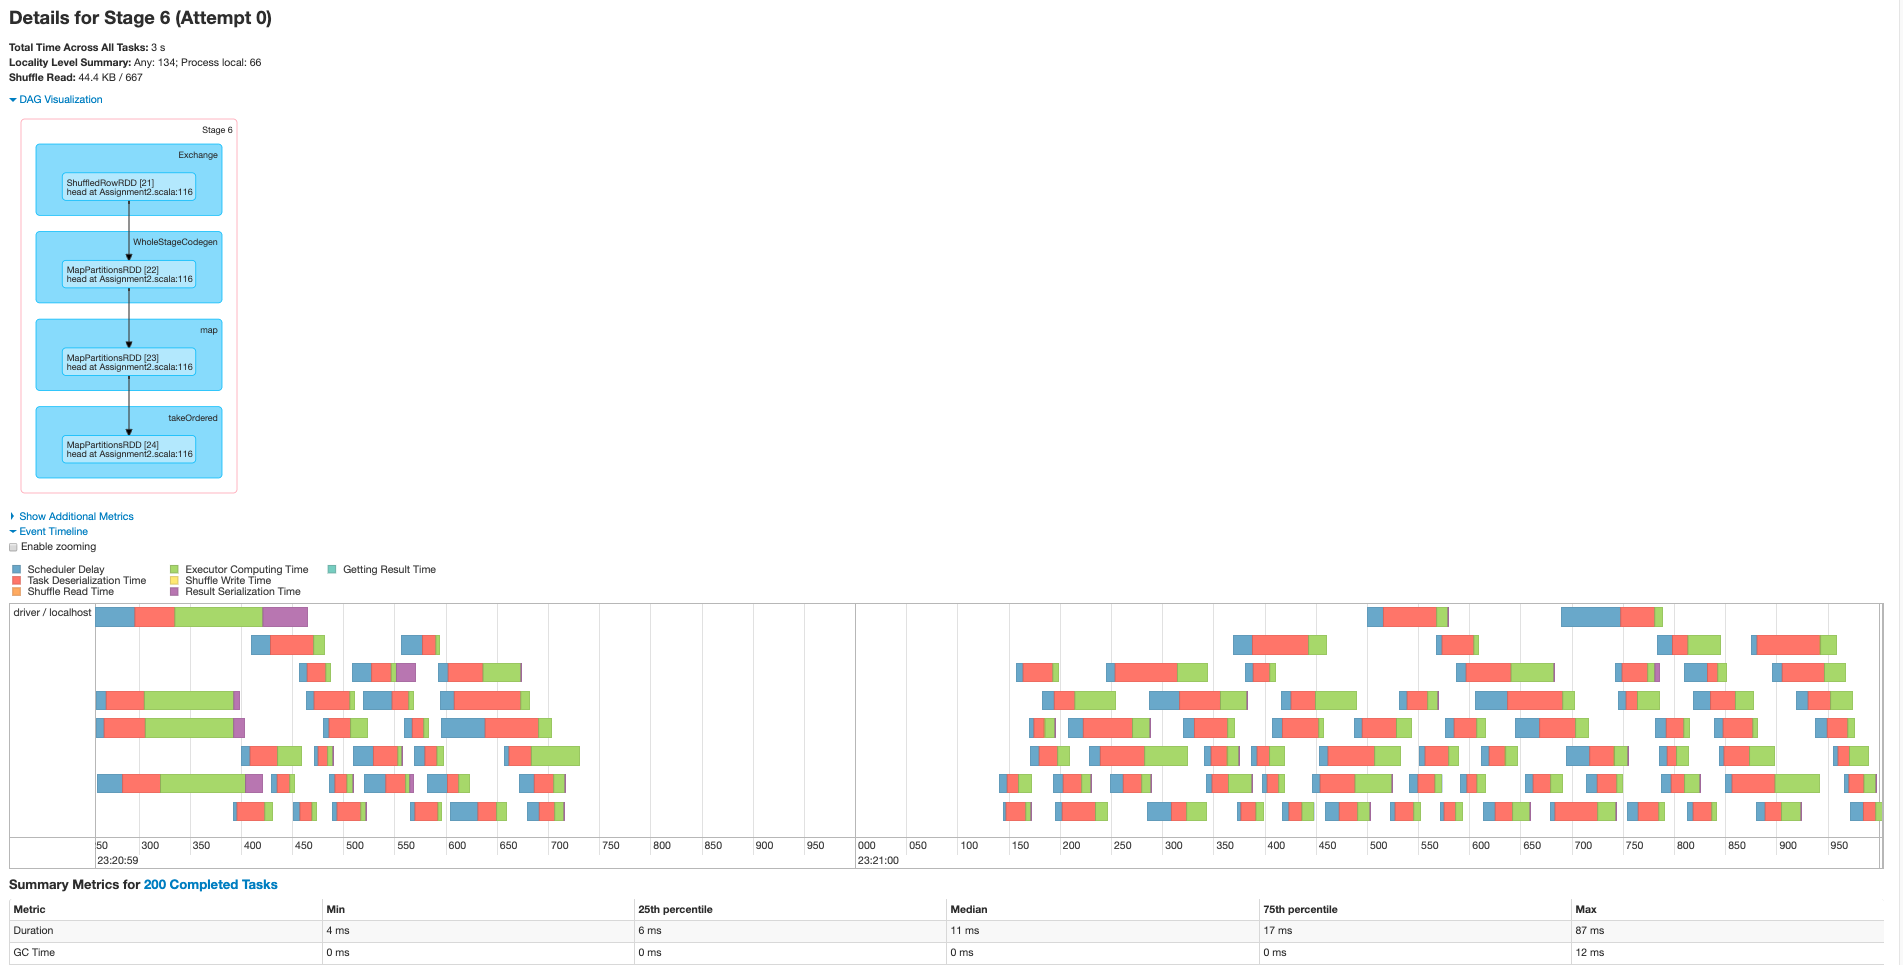 Details for Stage 6 (Attempt 0)
Total Time Across All Tasks: 3 s
Locality Level Summary: Any: 134; Process local: 66
Shuffle Read: 44.4 KB / 667
DAG Visualization
Stage 6
Exchange
ShuffledRowRDD [21]
head at Assignment2.scala:116
WholeStageCodegen
MapPartitionsRDD [22]
head at Assignment2.scala:116
map
MapPartitionsRDD [23]
head at Assignment2.scala:116
takeOrdered
MapPartitionsRDD [24]
head at Assignment2.scala:116
Show Additional Metrics
Event Timeline
Enable zooming
Scheduler Delay Executor Computing Time Getting Result Time
Task Deserialization Time Shuffle Write Time
Shuffle Read Time Result Serialization Time
driver / localhost
50 300 350 400 450 500 550 600 650 700 750 800 850 900 950 000 050 100 150 200 250 300 350 400 450 500 550 600 650 700 750 800 850 900 950
23:20:59 23:21:00
Summary Metrics for 200 Completed Tasks
Metric Min 25th percentile Median 75th percentile Max
Duration 4 ms 6 ms 11 ms 17 ms 87 ms
GC Time 0 ms 0 ms 0 ms 0 ms 12 ms